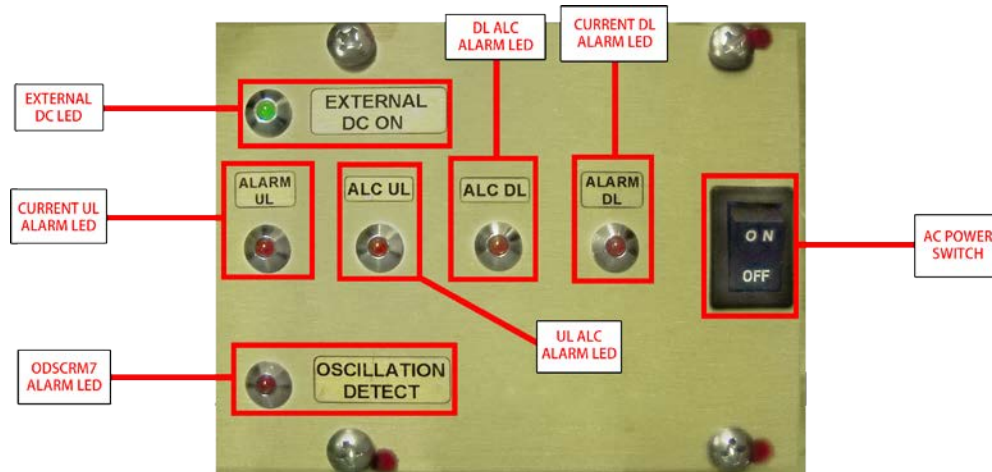 DL ALC
ALARM LED
CURRENT DL
ALARM LED
EXTERNAL
DC LED
EXTERNAL
DC ON
CURRENT UL
ALARM LED
ALARM
UL
ALC UL
ALC DL
ALARM
DL
ON
OFF
AC POWER
SWITCH
UL ALC
ALARM LED
ODSCRM7
ALARM LED
OSCILLATION
DETECT